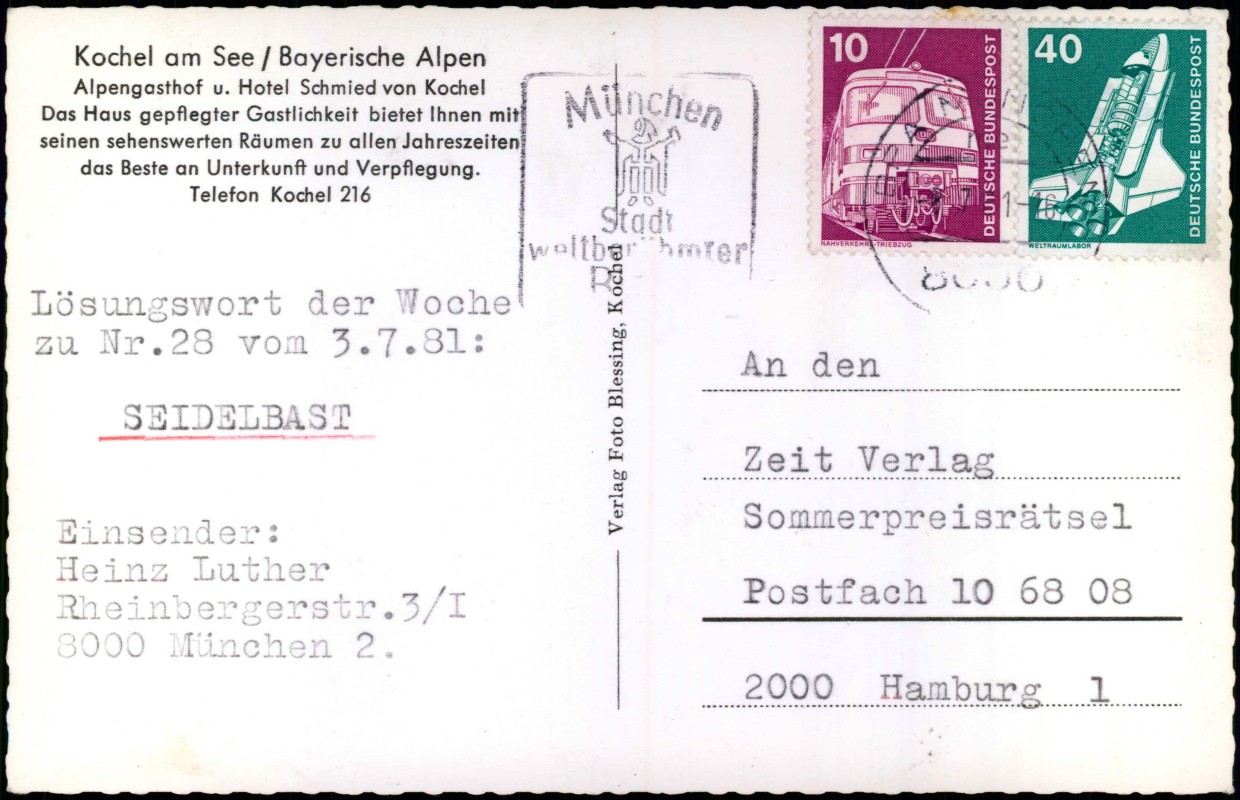 Kochel am See / Bayerische Alpen
Alpengasthof u. Hotel Schmied von Kochel
Das Haus gepflegter Gastlichkeit bietet Ihnen mit
seinen sehenswerten Räumen zu allen Jahreszeiten
das Beste an Unterkunft und Verpflegung.
Telefon Kochel 216
Lösungswort der Woche
zu Nr.28 vom 3.7.81:
SEIDELBAST
Einsender:
Heinz Luther
Rheinbergerstr.3/I
8000 München 2.
Verlag Foto Blessing, Kochel
München
Stadt
10
DEUTSCHE BUNDESPOST
NAHVERKEHRS-TRIEBZUG
40
DEUTSCHE BUNDESPOST
WELTRAUMLABOR
An den
Zeit Verlag
Sommerpreisrätsel
Postfach 10 68 08
2000 Hamburg 1